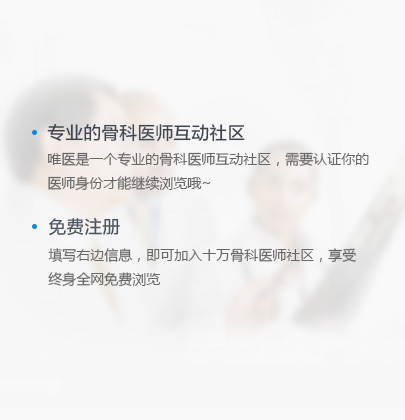 专业的骨科医师互动社区
唯医是一个专业的骨科医师互动社区，需要认证你的
医师身份才能继续浏览哦~
免费注册
填写右边信息，即可加入十万骨科医师社区，享受
终身全网免费浏览